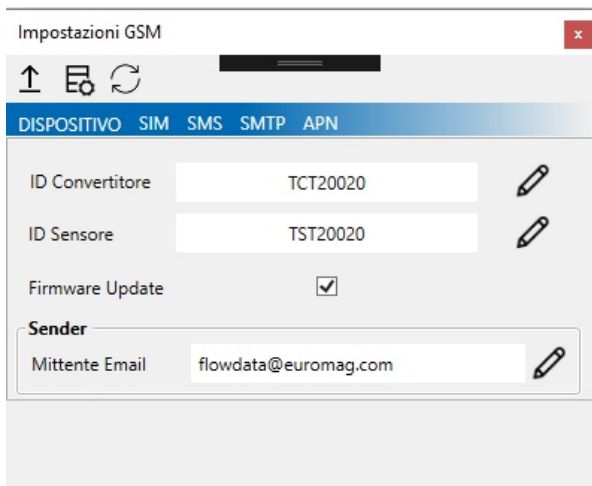 Impostazioni GSM
x
DISPOSITIVO SIM SMS SMTP APN
ID Convertitore TCT20020
ID Sensore TST20020
Firmware Update
Sender
Mittente Email flowdata@euromag.com